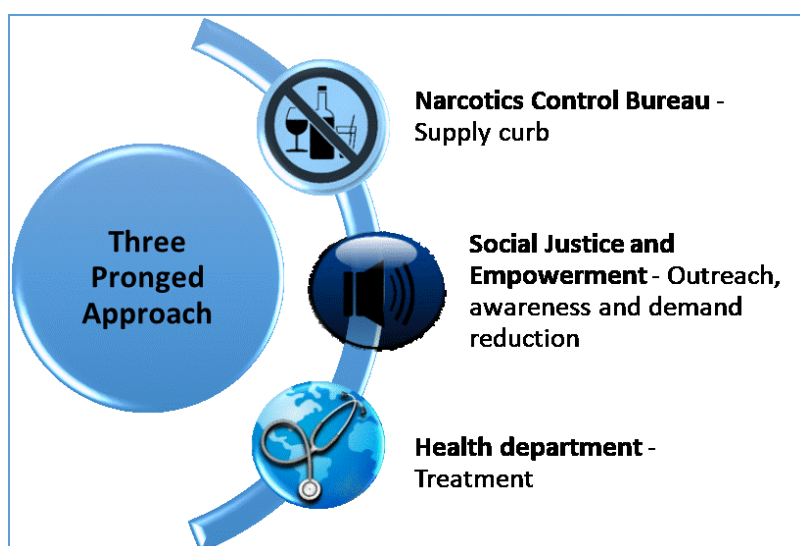 Three
Pronged
Approach
Narcotics Control Bureau -
Supply curb
Social Justice and
Empowerment - Outreach,
awareness and demand
reduction
Health department -
Treatment